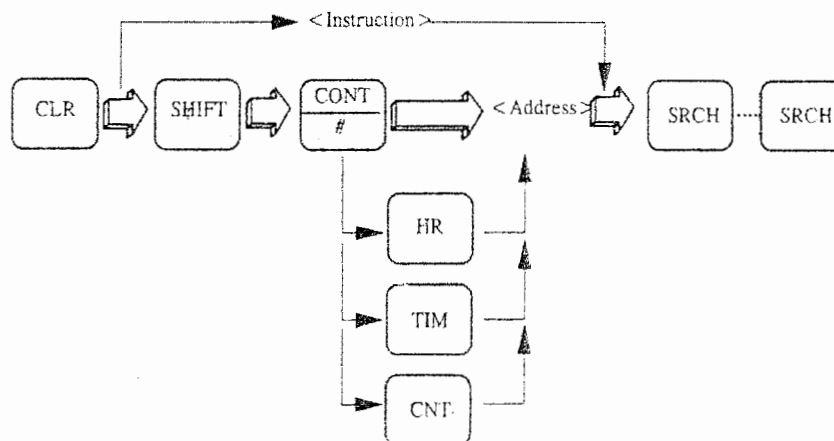 <Instruction>
CLR
SHIFT
CONT
#
<Address>
SRCH
SRCH
HR
TIM
CNT